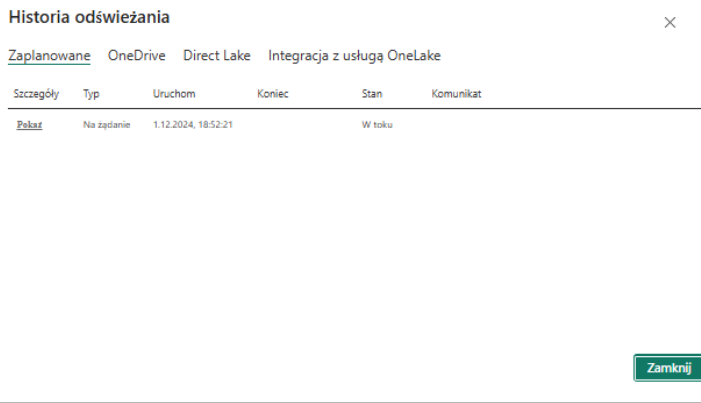 Historia odświeżania
Zaplanowane OneDrive Direct Lake Integracja z usługą OneLake
Szczegóły Typ Uruchom Koniec Stan Komunikat
Pokaż Na żądanie 1.12.2024, 18:52:21 W toku
Zamknij